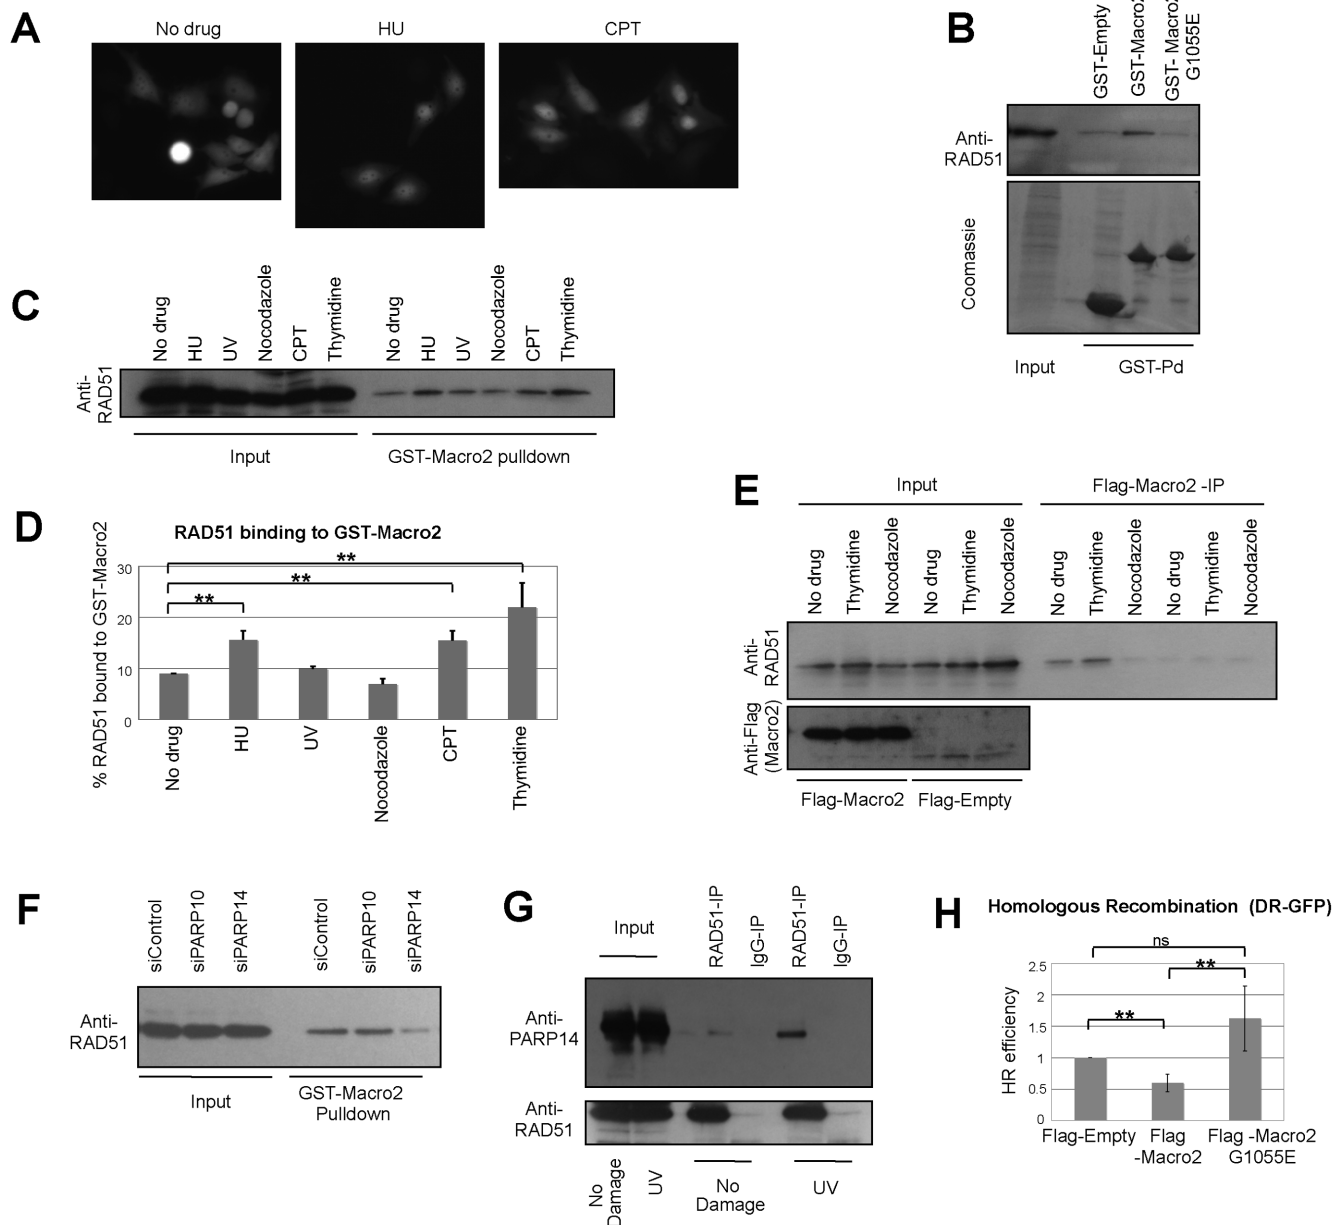 A
No drug
HU
CPT
B
GST-Empty
GST-Macro2
GST- Macro2
G1055E
Anti-
RAD51
Coomassie
Input
GST-Pd
C
No drug
HU
UV
Nocodazole
CPT
Thymidine
No drug
HU
UV
Nocodazole
CPT
Thymidine
Anti-
RAD51
Input
GST-Macro2 pulldown
D
RAD51 binding to GST-Macro2
% RAD51 bound to GST-Macro2
30
20
10
0
**
**
**
No drug
HU
UV
Nocodazole
CPT
Thymidine
E
Input
Flag-Macro2 -IP
No drug
Thymidine
Nocodazole
No drug
Thymidine
Nocodazole
No drug
Thymidine
Nocodazole
No drug
Thymidine
Nocodazole
Anti-
RAD51
Anti-Flag
(Macro2)
Flag-Macro2
Flag-Empty
F
siControl
siPARP10
siPARP14
siControl
siPARP10
siPARP14
Anti-
RAD51
Input
GST-Macro2
Pulldown
G
Input
RAD51-IP
IgG-IP
RAD51-IP
IgG-IP
Anti-
PARP14
Anti-
RAD51
No
Damage
UV
No
Damage
UV
H
Homologous Recombination (DR-GFP)
HR efficiency
2.5
2
1.5
1
0.5
0
ns
**
**
Flag-Empty
Flag
-Macro2
Flag -Macro2
G1055E